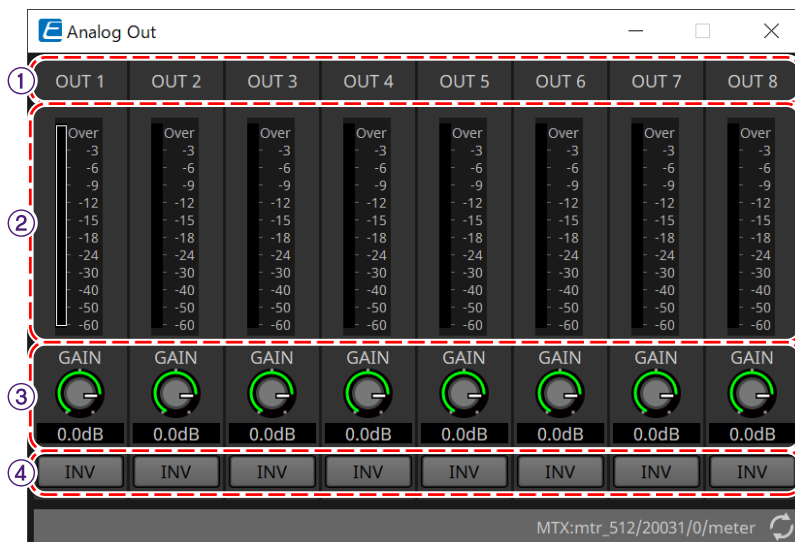 E Analog Out
1 OUT 1 OUT 2 OUT 3 OUT 4 OUT 5 OUT 6 OUT 7 OUT 8
2
Over Over Over Over Over Over Over Over
-3 -3 -3 -3 -3 -3 -3 -3
-6 -6 -6 -6 -6 -6 -6 -6
-9 -9 -9 -9 -9 -9 -9 -9
-12 -12 -12 -12 -12 -12 -12 -12
-15 -15 -15 -15 -15 -15 -15 -15
-18 -18 -18 -18 -18 -18 -18 -18
-24 -24 -24 -24 -24 -24 -24 -24
-30 -30 -30 -30 -30 -30 -30 -30
-40 -40 -40 -40 -40 -40 -40 -40
-50 -50 -50 -50 -50 -50 -50 -50
-60 -60 -60 -60 -60 -60 -60 -60
GAIN GAIN GAIN GAIN GAIN GAIN GAIN GAIN
3
0.0dB 0.0dB 0.0dB 0.0dB 0.0dB 0.0dB 0.0dB 0.0dB
4 INV INV INV INV INV INV INV INV
MTX:mtr_512/20031/0/meter